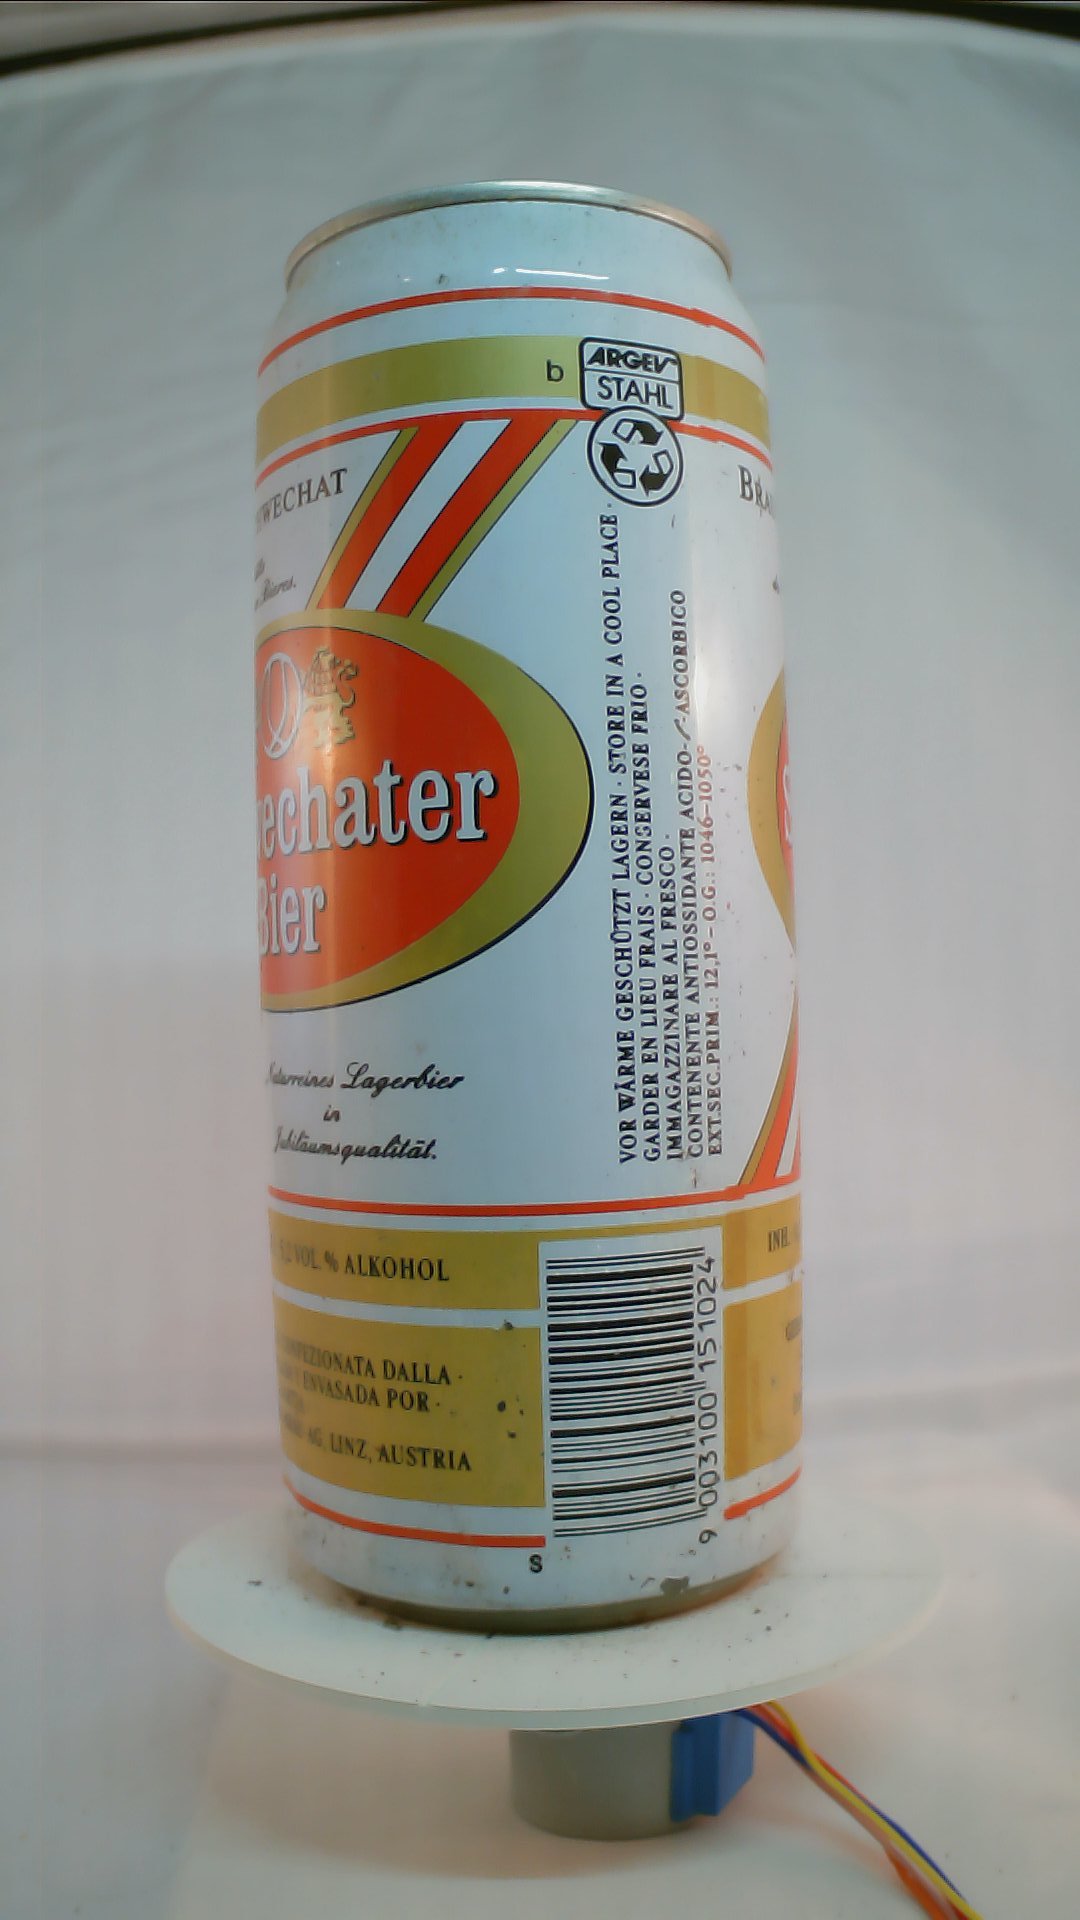 b
ARGEV
STAHL
WECHAT
echater
Bier
Naturreines Lagerbier
in
Jubiläumsqualität.
VOR WÄRME GESCHÜTZT LAGERN · STORE IN A COOL PLACE ·
GARDER EN LIEU FRAIS · CONSERVESE FRIO ·
IMMAGAZZINARE AL FRESCO ·
CONTENENTE ANTIOSSIDANTE ACIDO-/-ASCORBICO
EXT.SEC.PRIM.: 12,1° - O.G.: 1046-1050°
5,2 VOL. % ALKOHOL
CONFEZIONATA DALLA ·
ENVASADA POR ·
AG, LINZ, AUSTRIA
9 003100 151024
S
INH.